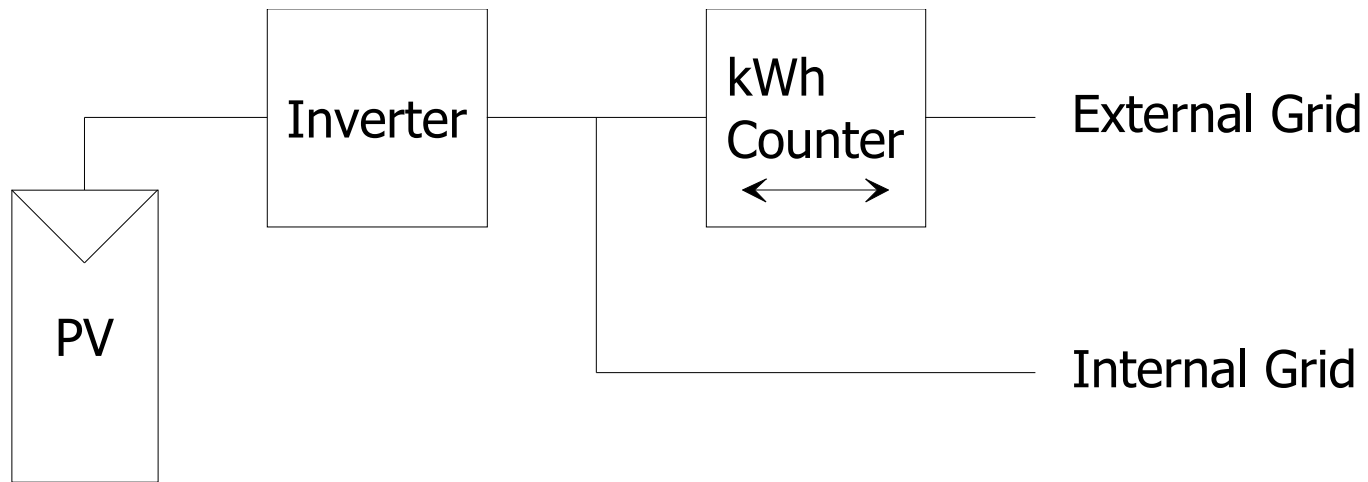 Inverter
kWh
Counter
External Grid
PV
Internal Grid